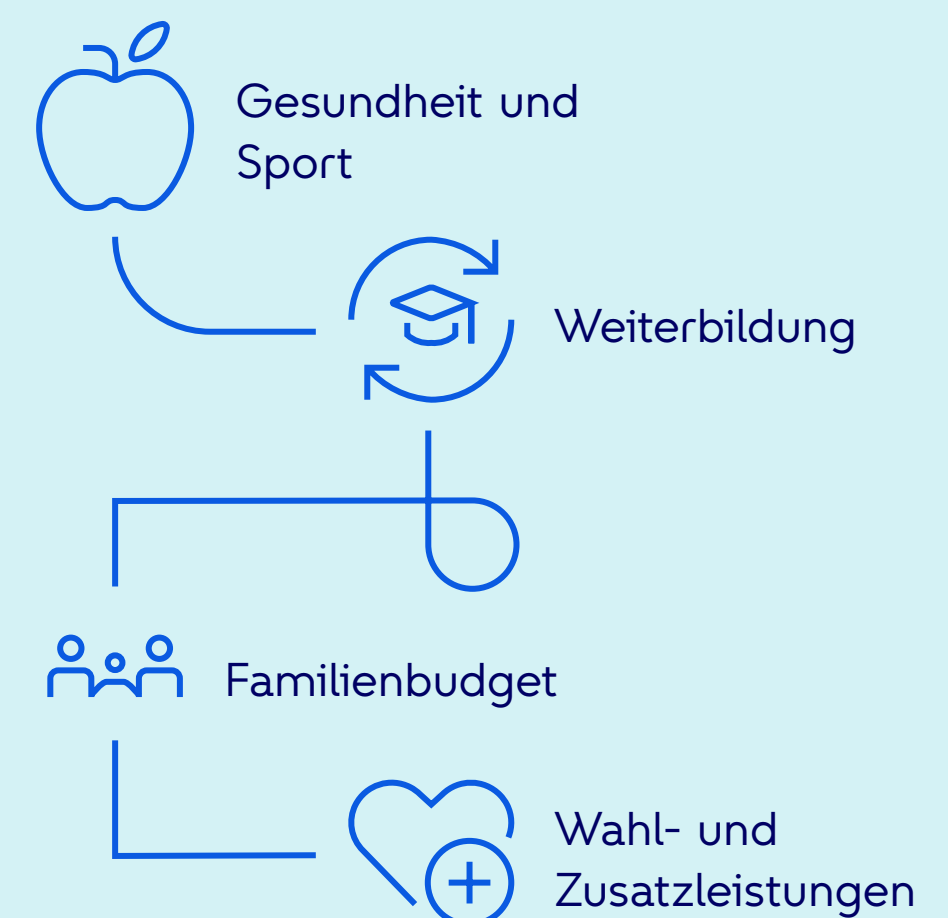 Gesundheit und
Sport
Weiterbildung
Familienbudget
Wahl- und
Zusatzleistungen